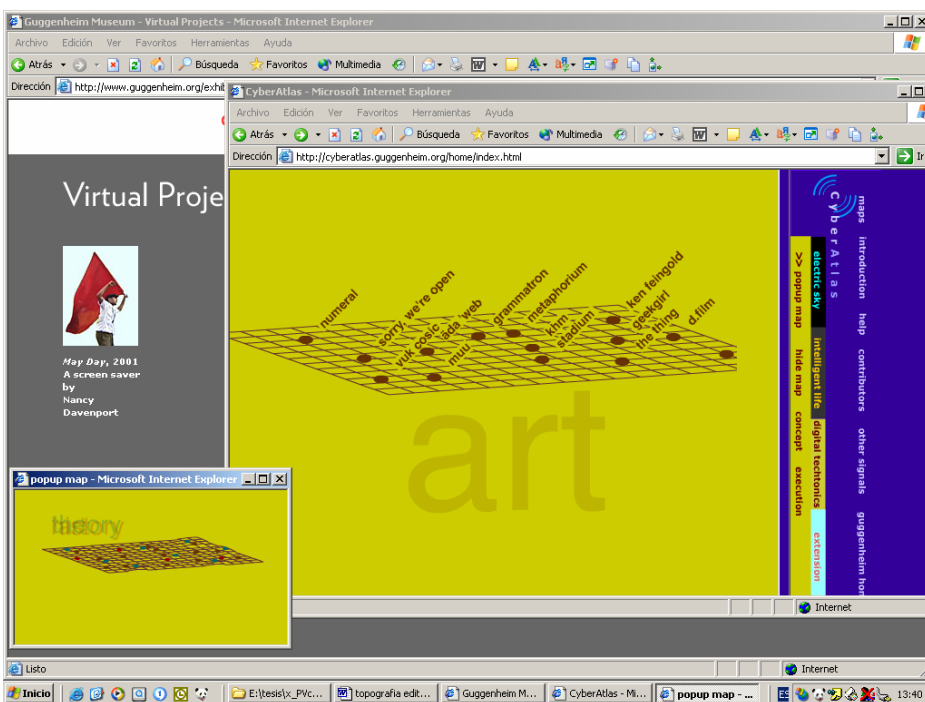 Guggenheim Museum - Virtual Projects - Microsoft Internet Explorer
Archivo Edición Ver Favoritos Herramientas Ayuda
Atrás Búsqueda Favoritos Multimedia
Dirección http://www.guggenheim.org/exhib
Virtual Proje
May Day, 2001
A screen saver
by
Nancy
Davenport
CyberAtlas - Microsoft Internet Explorer
Archivo Edición Ver Favoritos Herramientas Ayuda
Atrás Búsqueda Favoritos Multimedia
Dirección http://cyberatlas.guggenheim.org/home/index.html Ir
numeral
sorry, we're open
vuk cosic
äda 'web
muu
grammatron
metaphorium
khm
stadium
ken feingold
geekgirl
the thing
d.film
art
CyberAtlas
maps introduction help contributors other signals guggenheim hom
electric sky intelligent life digital techtonics extension
>> popup map hide map concept execution
Internet
popup map - Microsoft Internet Explorer
Listo Internet
Inicio E:\tesis\x_PVc... topografia edit... Guggenheim M... CyberAtlas - Mi... popup map - ... ES 13:40